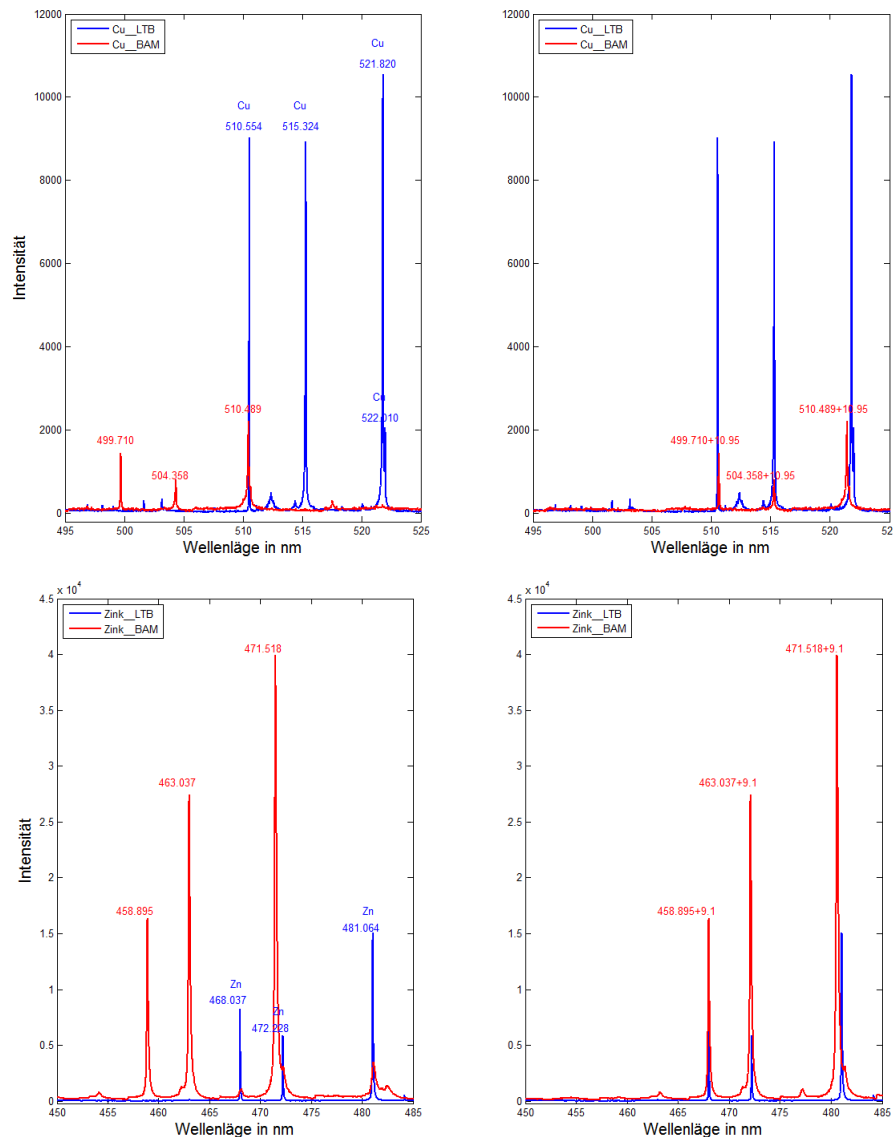 12000
10000
8000
6000
4000
2000
0
Intensität
Cu__LTB
Cu__BAM
Cu
521.820
Cu
510.554
Cu
515.324
Cu
522.010
510.489
499.710
504.358
495 500 505 510 515 520 525
Wellenläge in nm
12000
10000
8000
6000
4000
2000
0
Cu__LTB
Cu__BAM
510.489+10.95
499.710+10.95
504.358+10.95
495 500 505 510 515 520 52
Wellenläge in nm
x 10⁴
4.5
4
3.5
3
2.5
2
1.5
1
0.5
0
Intensität
Zink__LTB
Zink__BAM
471.518
463.037
458.895
Zn
481.064
Zn
468.037
Zn
472.228
450 455 460 465 470 475 480 485
Wellenläge in nm
x 10⁴
4.5
4
3.5
3
2.5
2
1.5
1
0.5
0
Zink__LTB
Zink__BAM
471.518+9.1
463.037+9.1
458.895+9.1
450 455 460 465 470 475 480 485
Wellenläge in nm